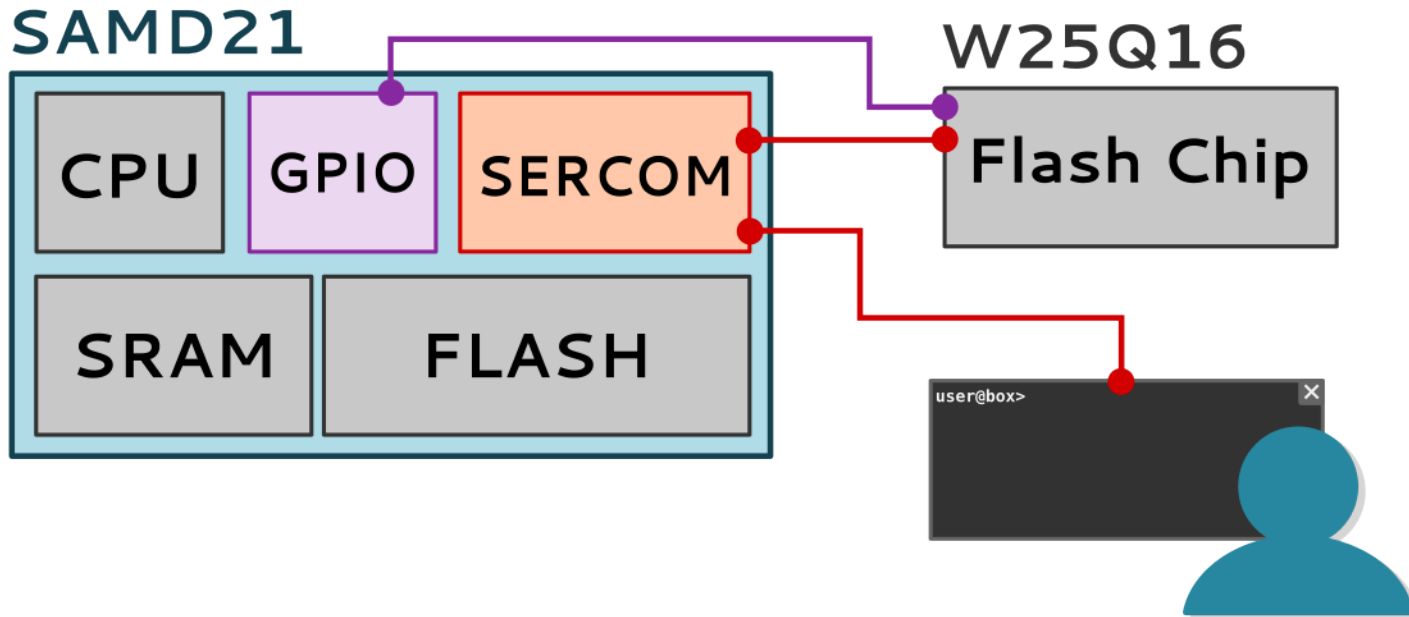 SAMD21
W25Q16
CPU
GPIO
SERCOM
Flash Chip
SRAM
FLASH
user@box>